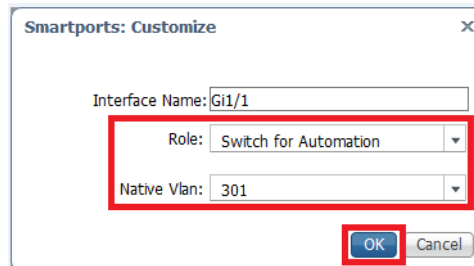 Smartports: Customize
Interface Name: Gi1/1
Role: Switch for Automation
Native Vlan: 301
OK Cancel